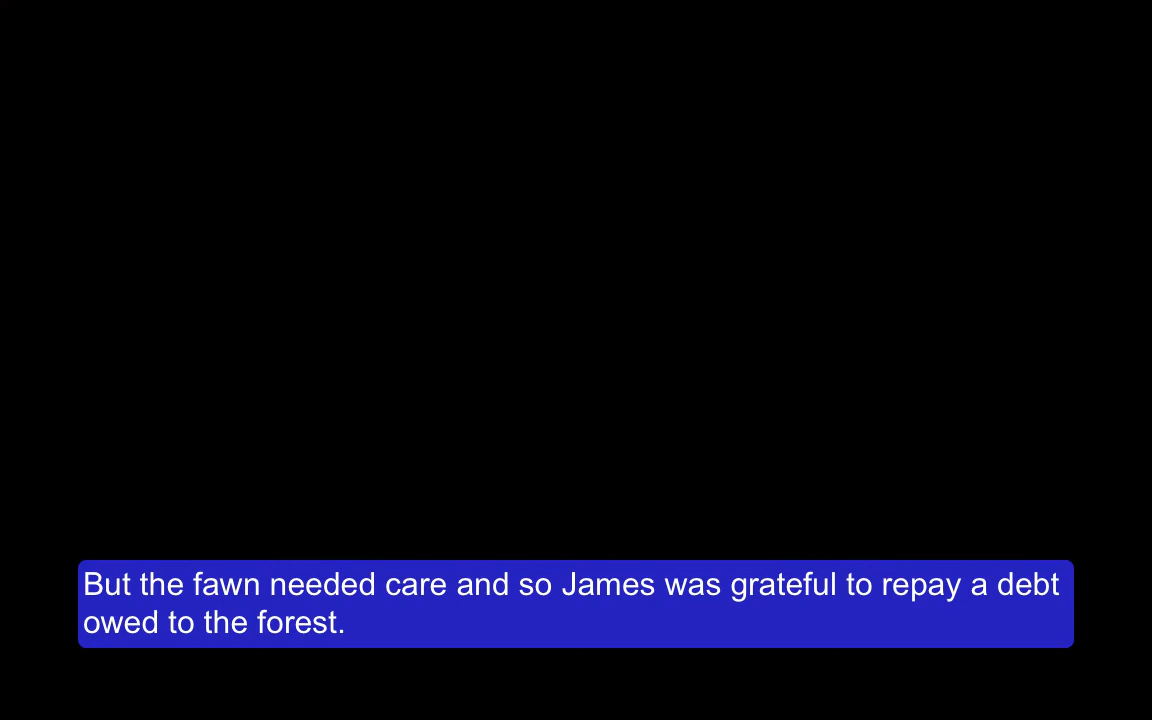 But the fawn needed care and so James was grateful to repay a debt
owed to the forest.